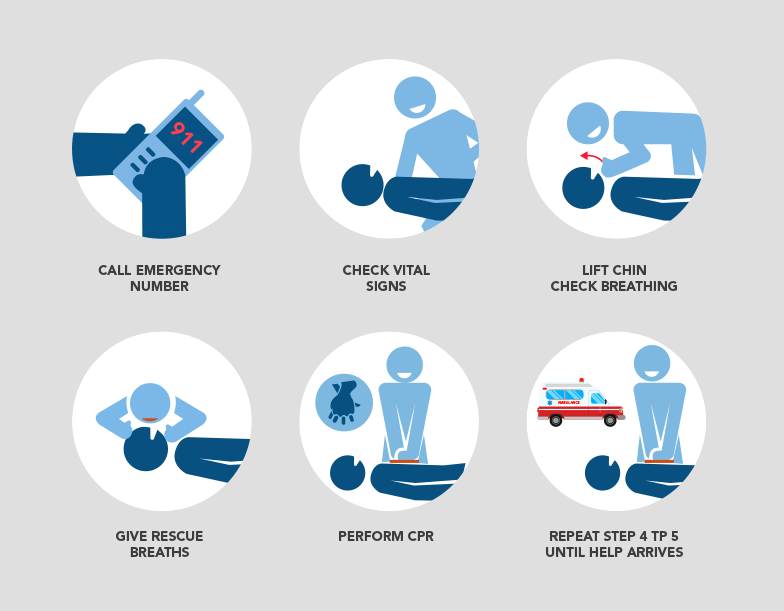 911
CALL EMERGENCY
NUMBER
CHECK VITAL
SIGNS
LIFT CHIN
CHECK BREATHING
GIVE RESCUE
BREATHS
PERFORM CPR
AMBULANCE
REPEAT STEP 4 TP 5
UNTIL HELP ARRIVES